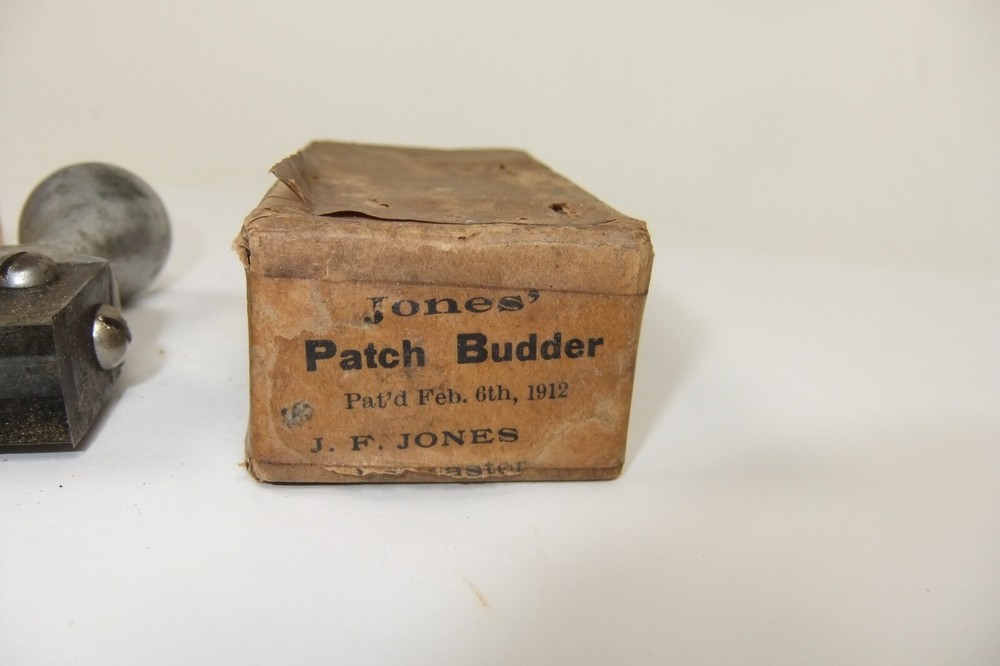 Jones'
Patch Budder
Pat'd Feb. 6th, 1912
J. F. JONES